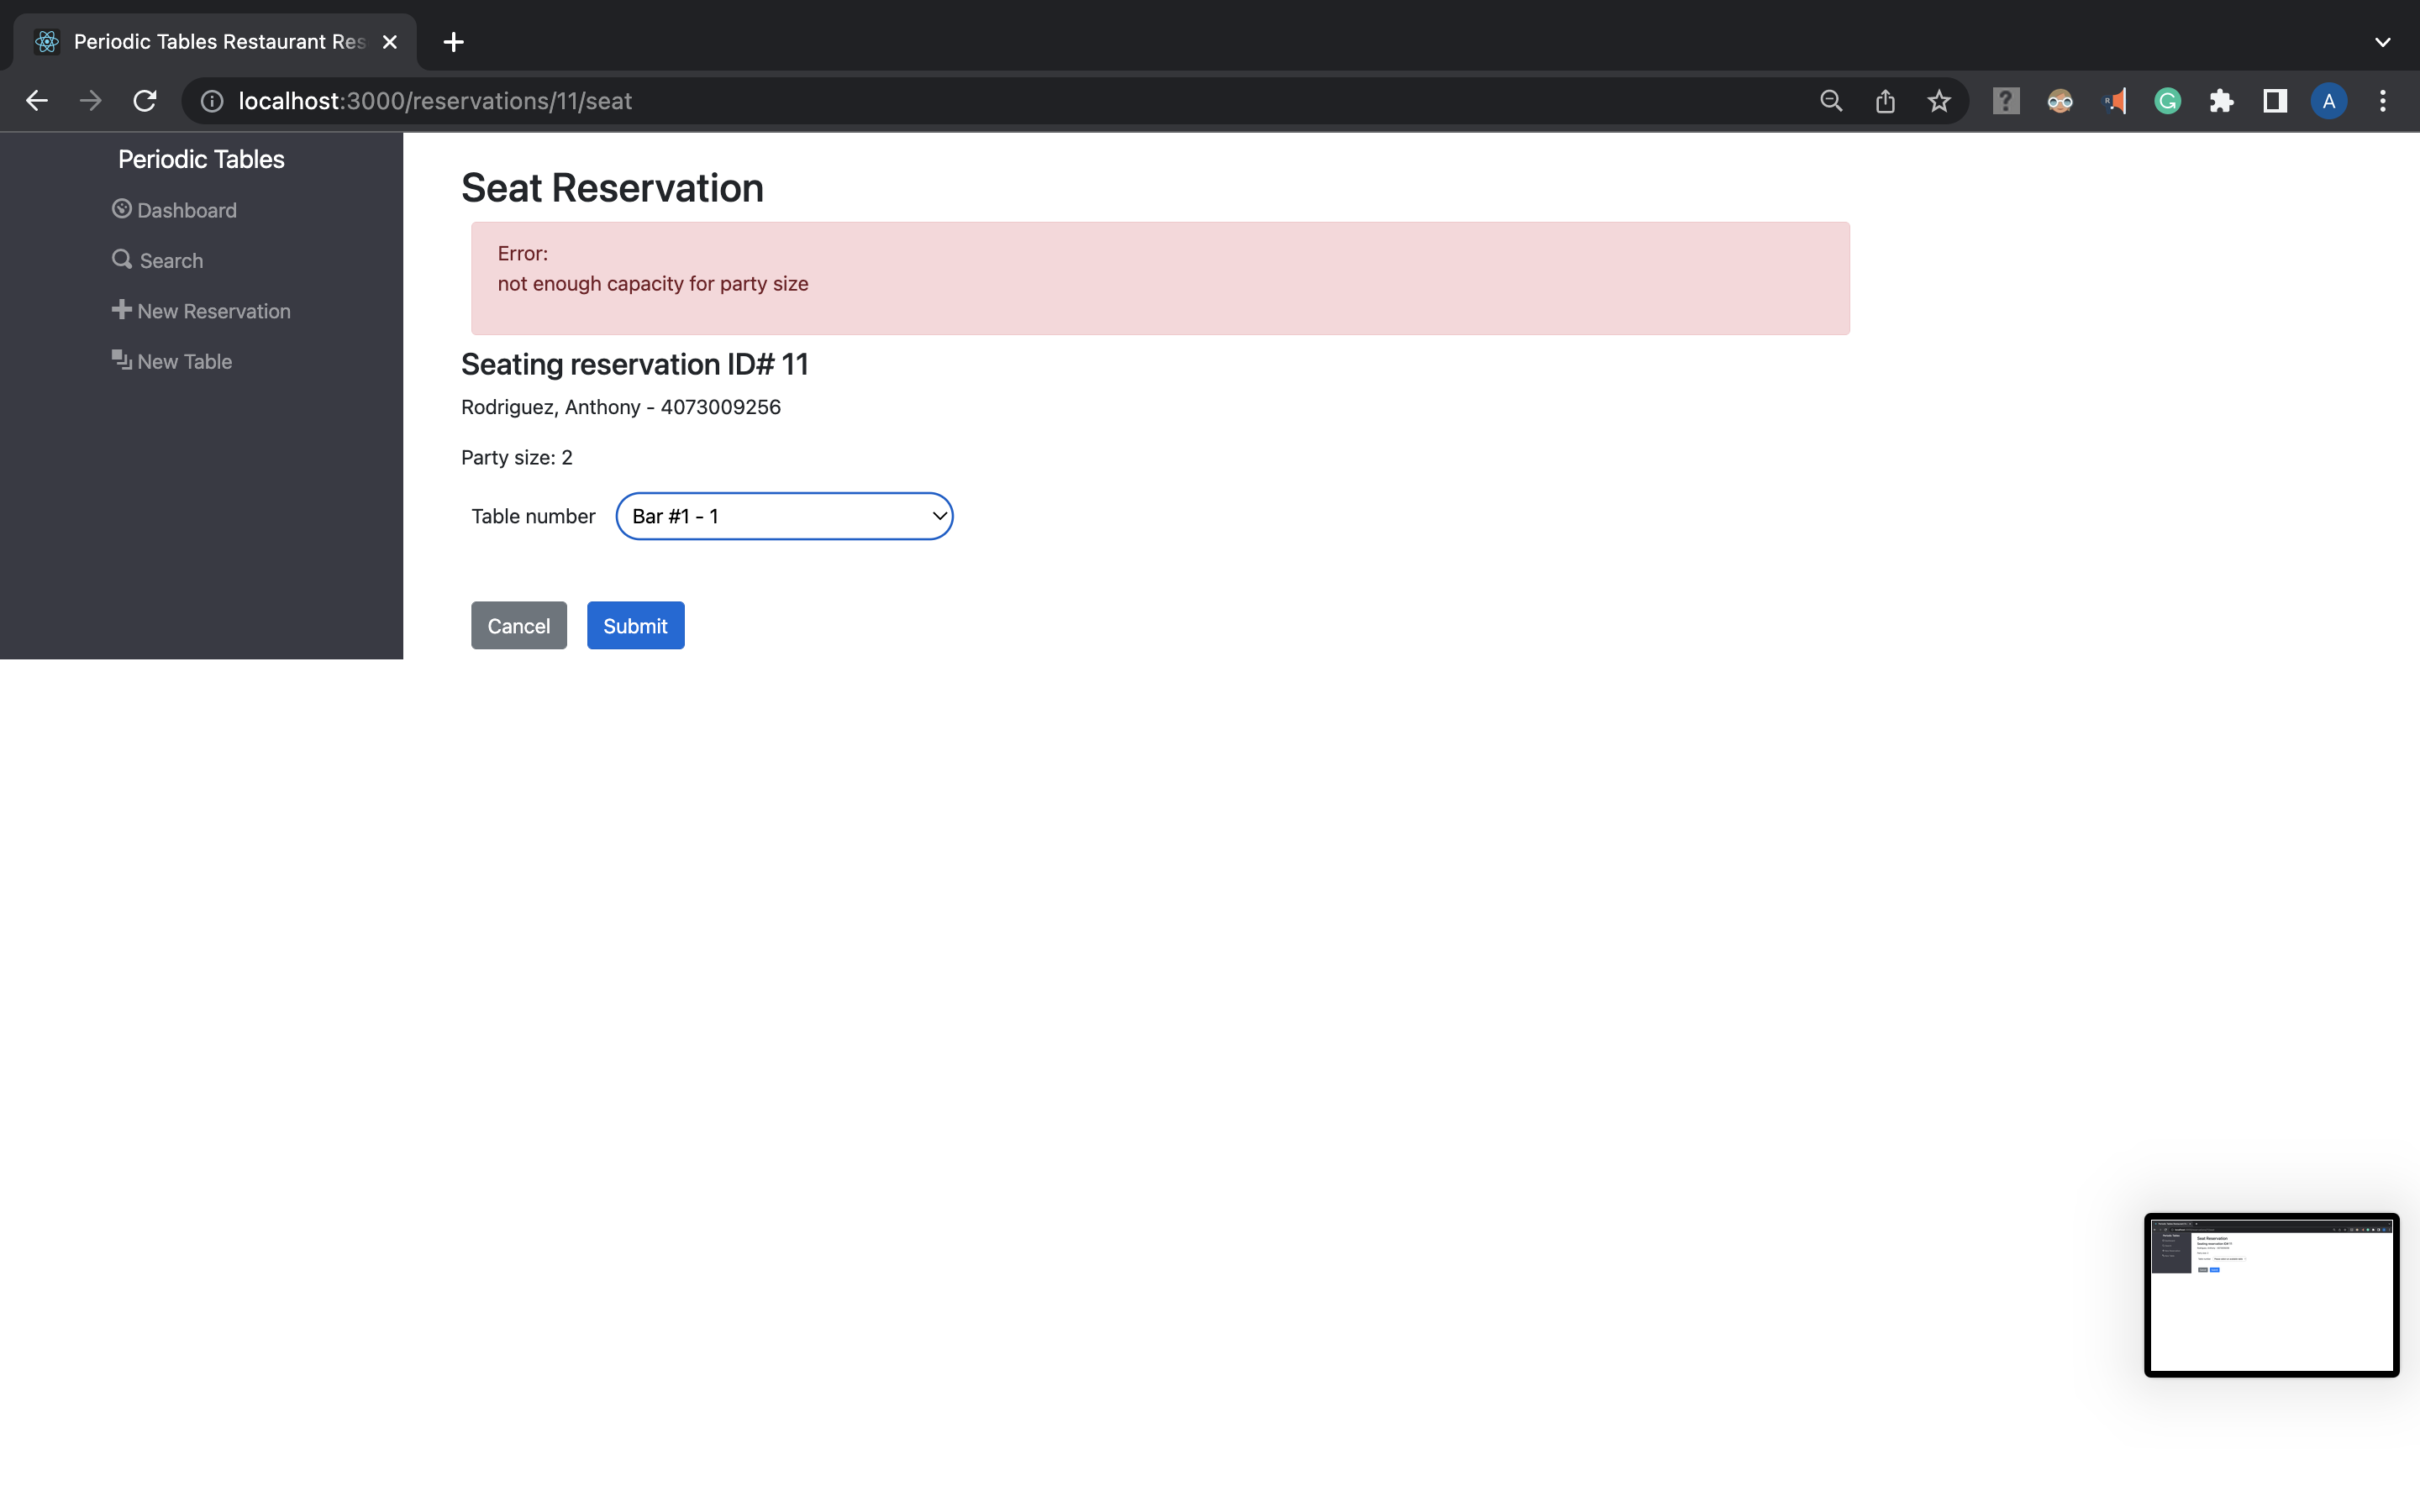 Periodic Tables Restaurant Res
localhost:3000/reservations/11/seat
A
Periodic Tables
Dashboard
Search
New Reservation
New Table
Seat Reservation
Error:
not enough capacity for party size
Seating reservation ID# 11
Rodriguez, Anthony - 4073009256
Party size: 2
Table number Bar #1 - 1
Cancel Submit